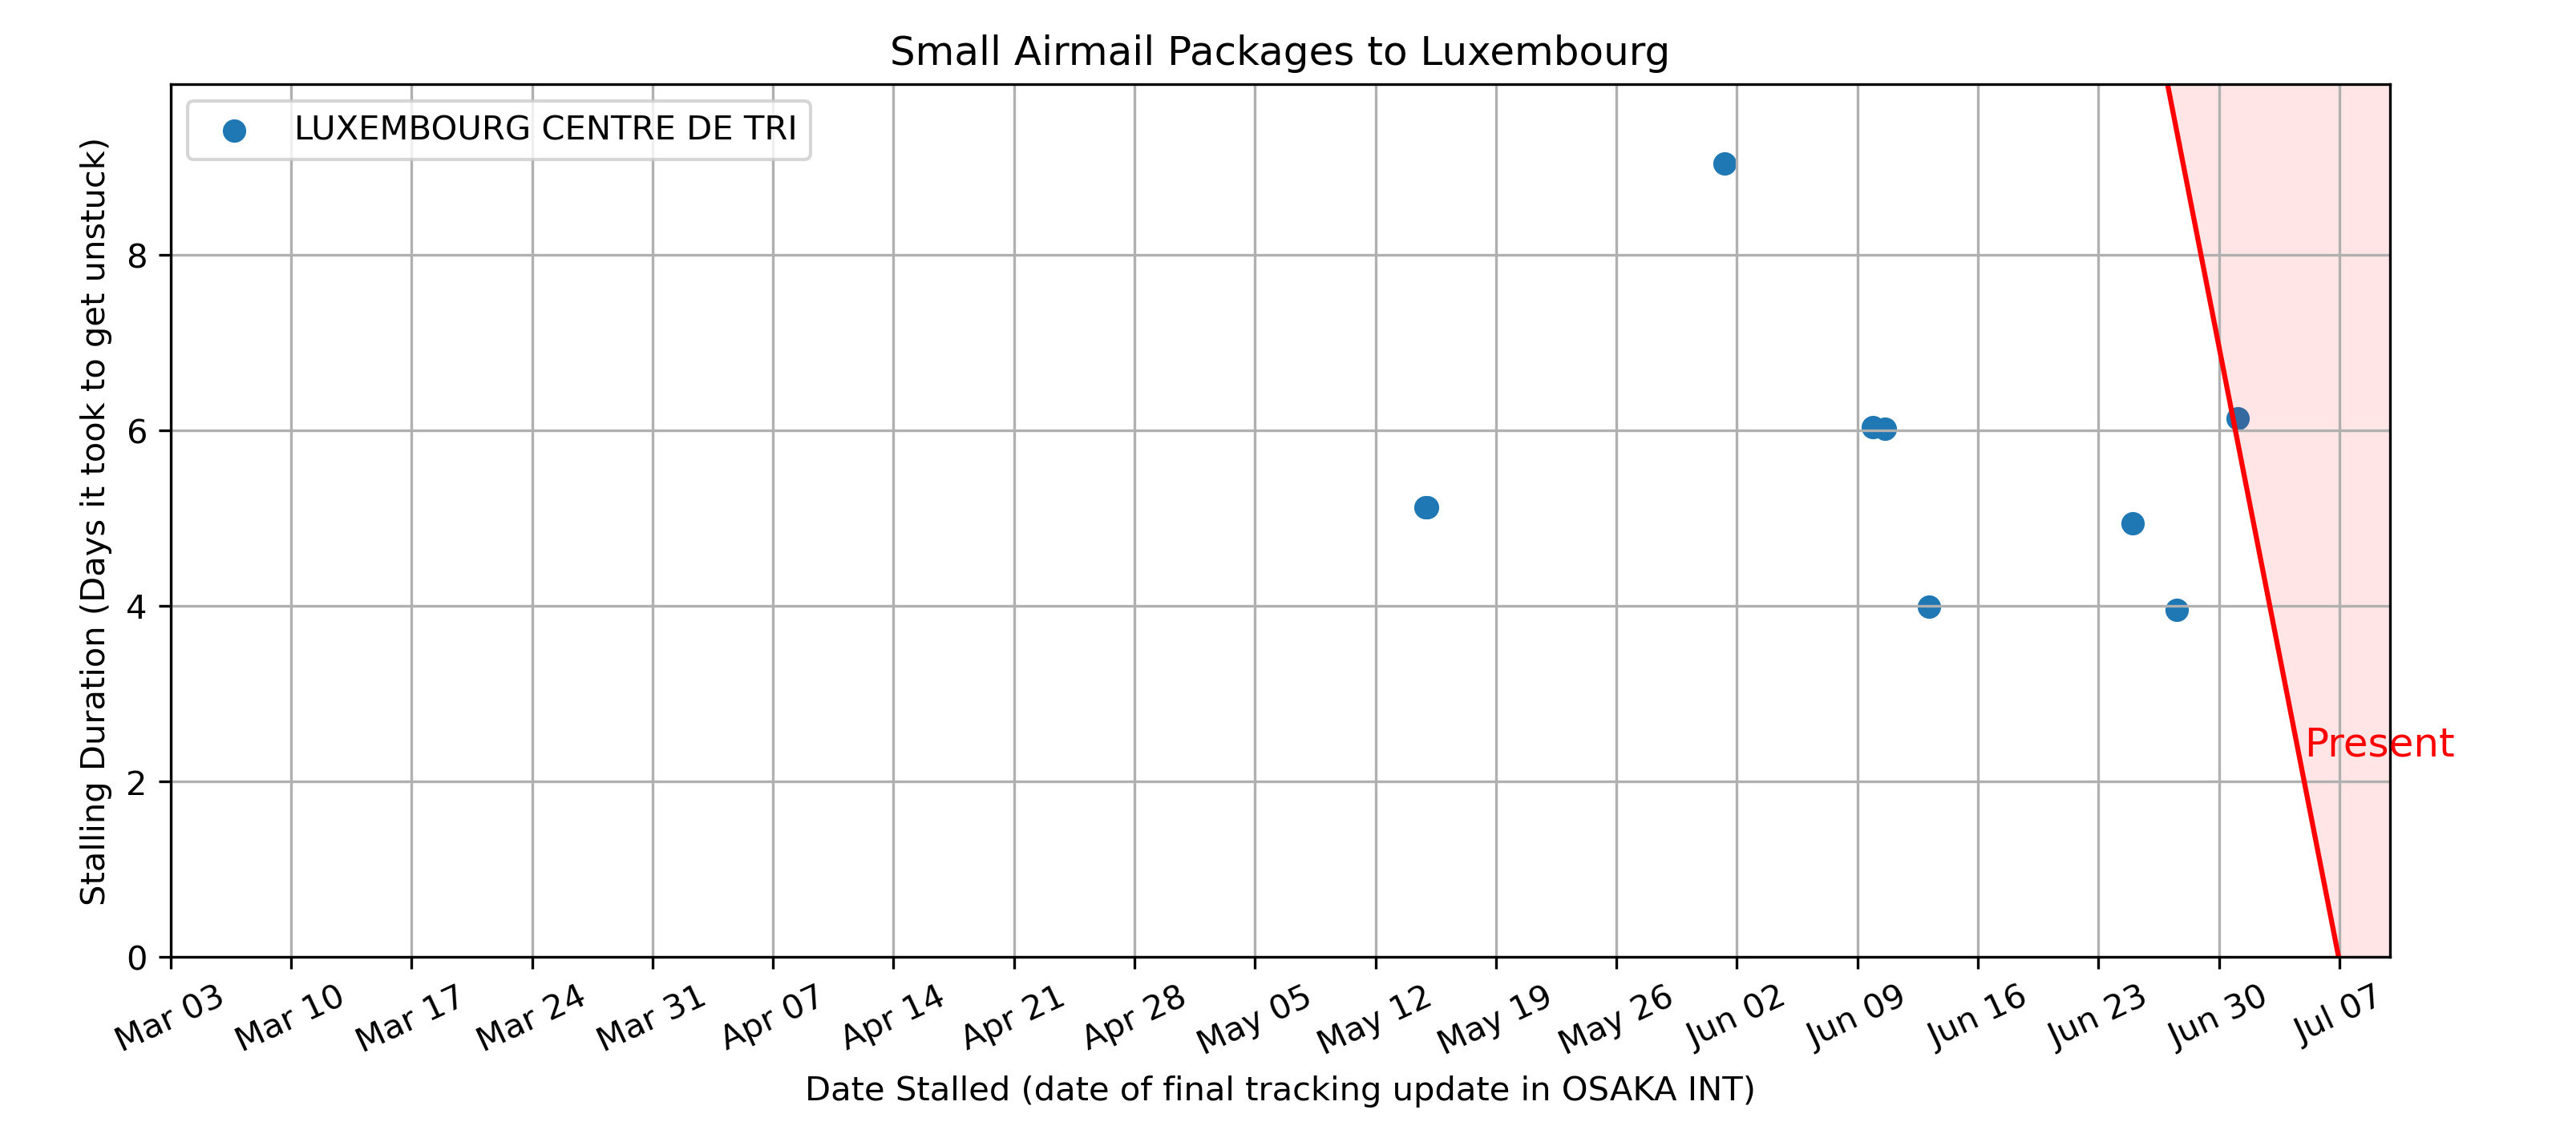 Small Airmail Packages to Luxembourg
LUXEMBOURG CENTRE DE TRI
Stalling Duration (Days it took to get unstuck)
8
6
4
2
0
Present
Mar 03
Mar 10
Mar 17
Mar 24
Mar 31
Apr 07
Apr 14
Apr 21
Apr 28
May 05
May 12
May 19
May 26
Jun 02
Jun 09
Jun 16
Jun 23
Jun 30
Jul 07
Date Stalled (date of final tracking update in OSAKA INT)